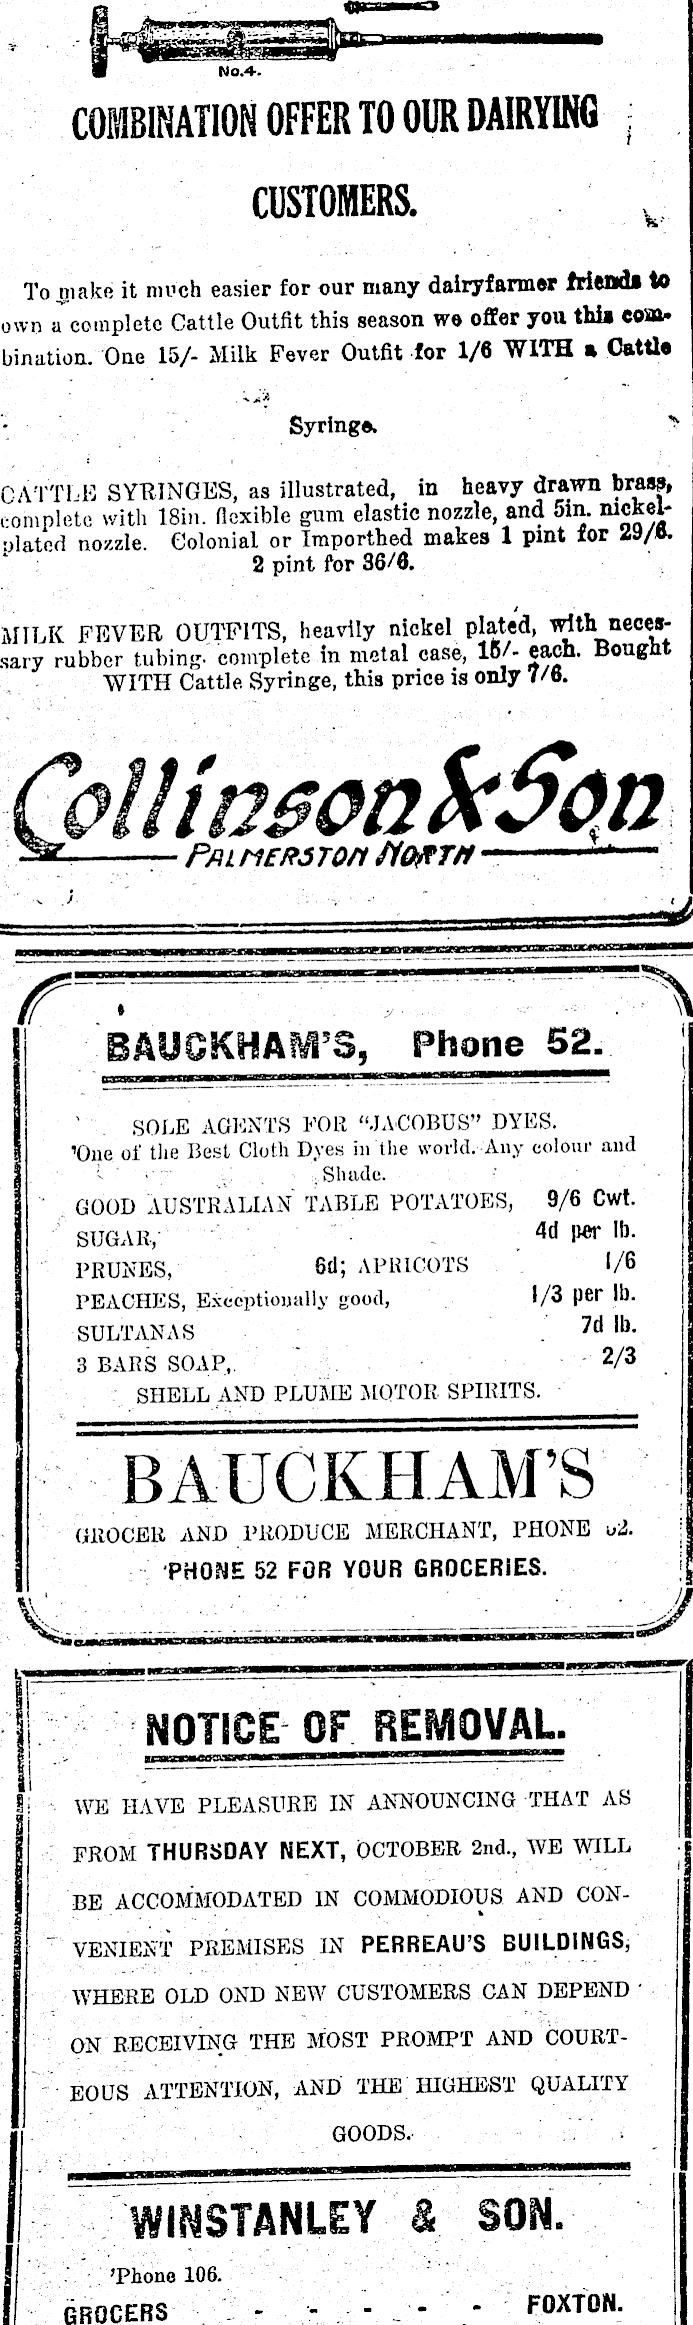 No.4.
COMBINATION OFFER TO OUR DAIRYING
CUSTOMERS.
To make it much easier for our many dairyfarmer friends to
own a complete Cattle Outfit this season we offer you this com-
bination. One 15/- Milk Fever Outfit for 1/6 WITH a Cattle
Syringe.
CATTLE SYRINGES, as illustrated, in heavy drawn brass,
complete with 18in. flexible gum elastic nozzle, and 5in. nickel-
plated nozzle. Colonial or Importhed makes 1 pint for 29/6.
2 pint for 36/6.
MILK FEVER OUTFITS, heavily nickel plated, with neces-
sary rubber tubing. complete in metal case, 15/- each. Bought
WITH Cattle Syringe, this price is only 7/6.
Collinson & Son
PALMERSTON NORTH
BAUCKHAM'S, Phone 52.
SOLE AGENTS FOR "JACOBUS" DYES.
'One of the Best Cloth Dyes in the world. Any colour and
Shade.
GOOD AUSTRALIAN TABLE POTATOES, 9/6 Cwt.
SUGAR, 4d per lb.
PRUNES, 6d; APRICOTS 1/6
PEACHES, Exceptionally good, 1/3 per lb.
SULTANAS 7d lb.
3 BARS SOAP, 2/3
SHELL AND PLUME MOTOR SPIRITS.
BAUCKHAM'S
GROCER AND PRODUCE MERCHANT, PHONE 52.
'PHONE 52 FOR YOUR GROCERIES.
NOTICE OF REMOVAL.
WE HAVE PLEASURE IN ANNOUNCING THAT AS
FROM THURSDAY NEXT, OCTOBER 2nd., WE WILL
BE ACCOMMODATED IN COMMODIOUS AND CON-
VENIENT PREMISES IN PERREAU'S BUILDINGS,
WHERE OLD OND NEW CUSTOMERS CAN DEPEND
ON RECEIVING THE MOST PROMPT AND COURT-
EOUS ATTENTION, AND THE HIGHEST QUALITY
GOODS.
WINSTANLEY & SON.
'Phone 106.
GROCERS - - - - - FOXTON.